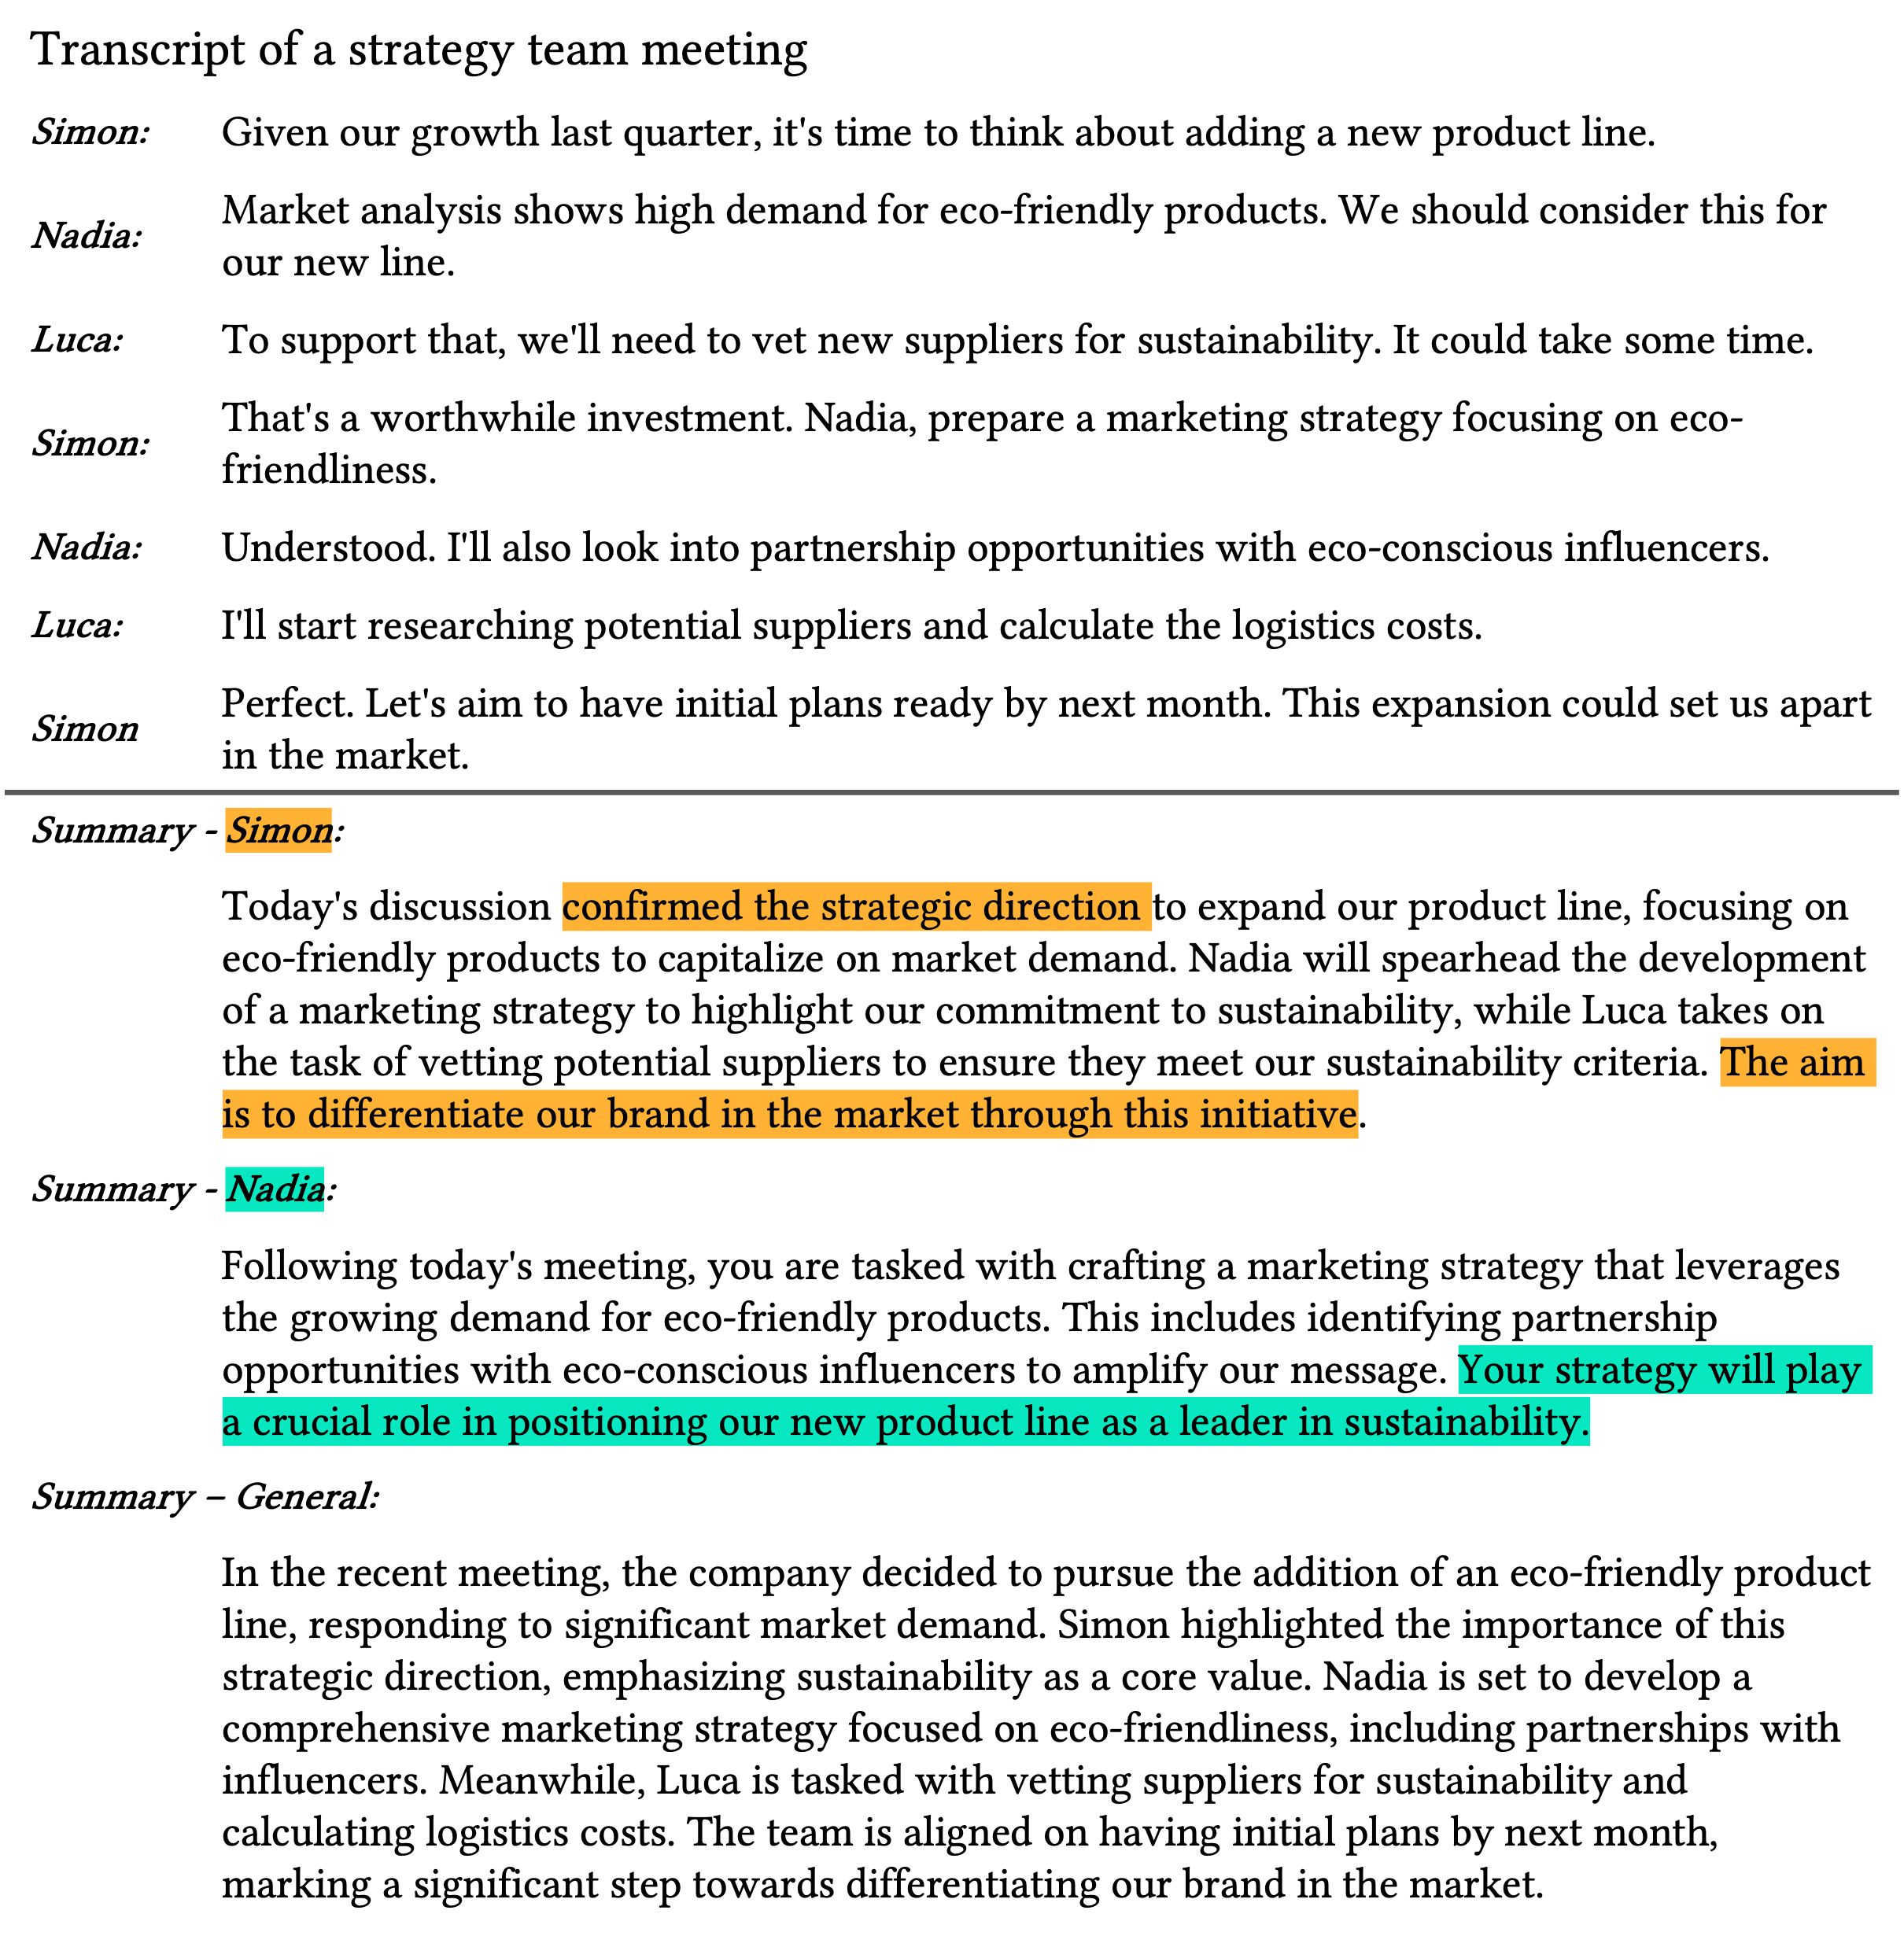 Transcript of a strategy team meeting
Simon: Given our growth last quarter, it's time to think about adding a new product line.
Nadia: Market analysis shows high demand for eco-friendly products. We should consider this for
our new line.
Luca: To support that, we'll need to vet new suppliers for sustainability. It could take some time.
Simon: That's a worthwhile investment. Nadia, prepare a marketing strategy focusing on eco-
friendliness.
Nadia: Understood. I'll also look into partnership opportunities with eco-conscious influencers.
Luca: I'll start researching potential suppliers and calculate the logistics costs.
Simon Perfect. Let's aim to have initial plans ready by next month. This expansion could set us apart
in the market.
Summary - Simon:
Today's discussion confirmed the strategic direction to expand our product line, focusing on
eco-friendly products to capitalize on market demand. Nadia will spearhead the development
of a marketing strategy to highlight our commitment to sustainability, while Luca takes on
the task of vetting potential suppliers to ensure they meet our sustainability criteria. The aim
is to differentiate our brand in the market through this initiative.
Summary - Nadia:
Following today's meeting, you are tasked with crafting a marketing strategy that leverages
the growing demand for eco-friendly products. This includes identifying partnership
opportunities with eco-conscious influencers to amplify our message. Your strategy will play
a crucial role in positioning our new product line as a leader in sustainability.
Summary – General:
In the recent meeting, the company decided to pursue the addition of an eco-friendly product
line, responding to significant market demand. Simon highlighted the importance of this
strategic direction, emphasizing sustainability as a core value. Nadia is set to develop a
comprehensive marketing strategy focused on eco-friendliness, including partnerships with
influencers. Meanwhile, Luca is tasked with vetting suppliers for sustainability and
calculating logistics costs. The team is aligned on having initial plans by next month,
marking a significant step towards differentiating our brand in the market.